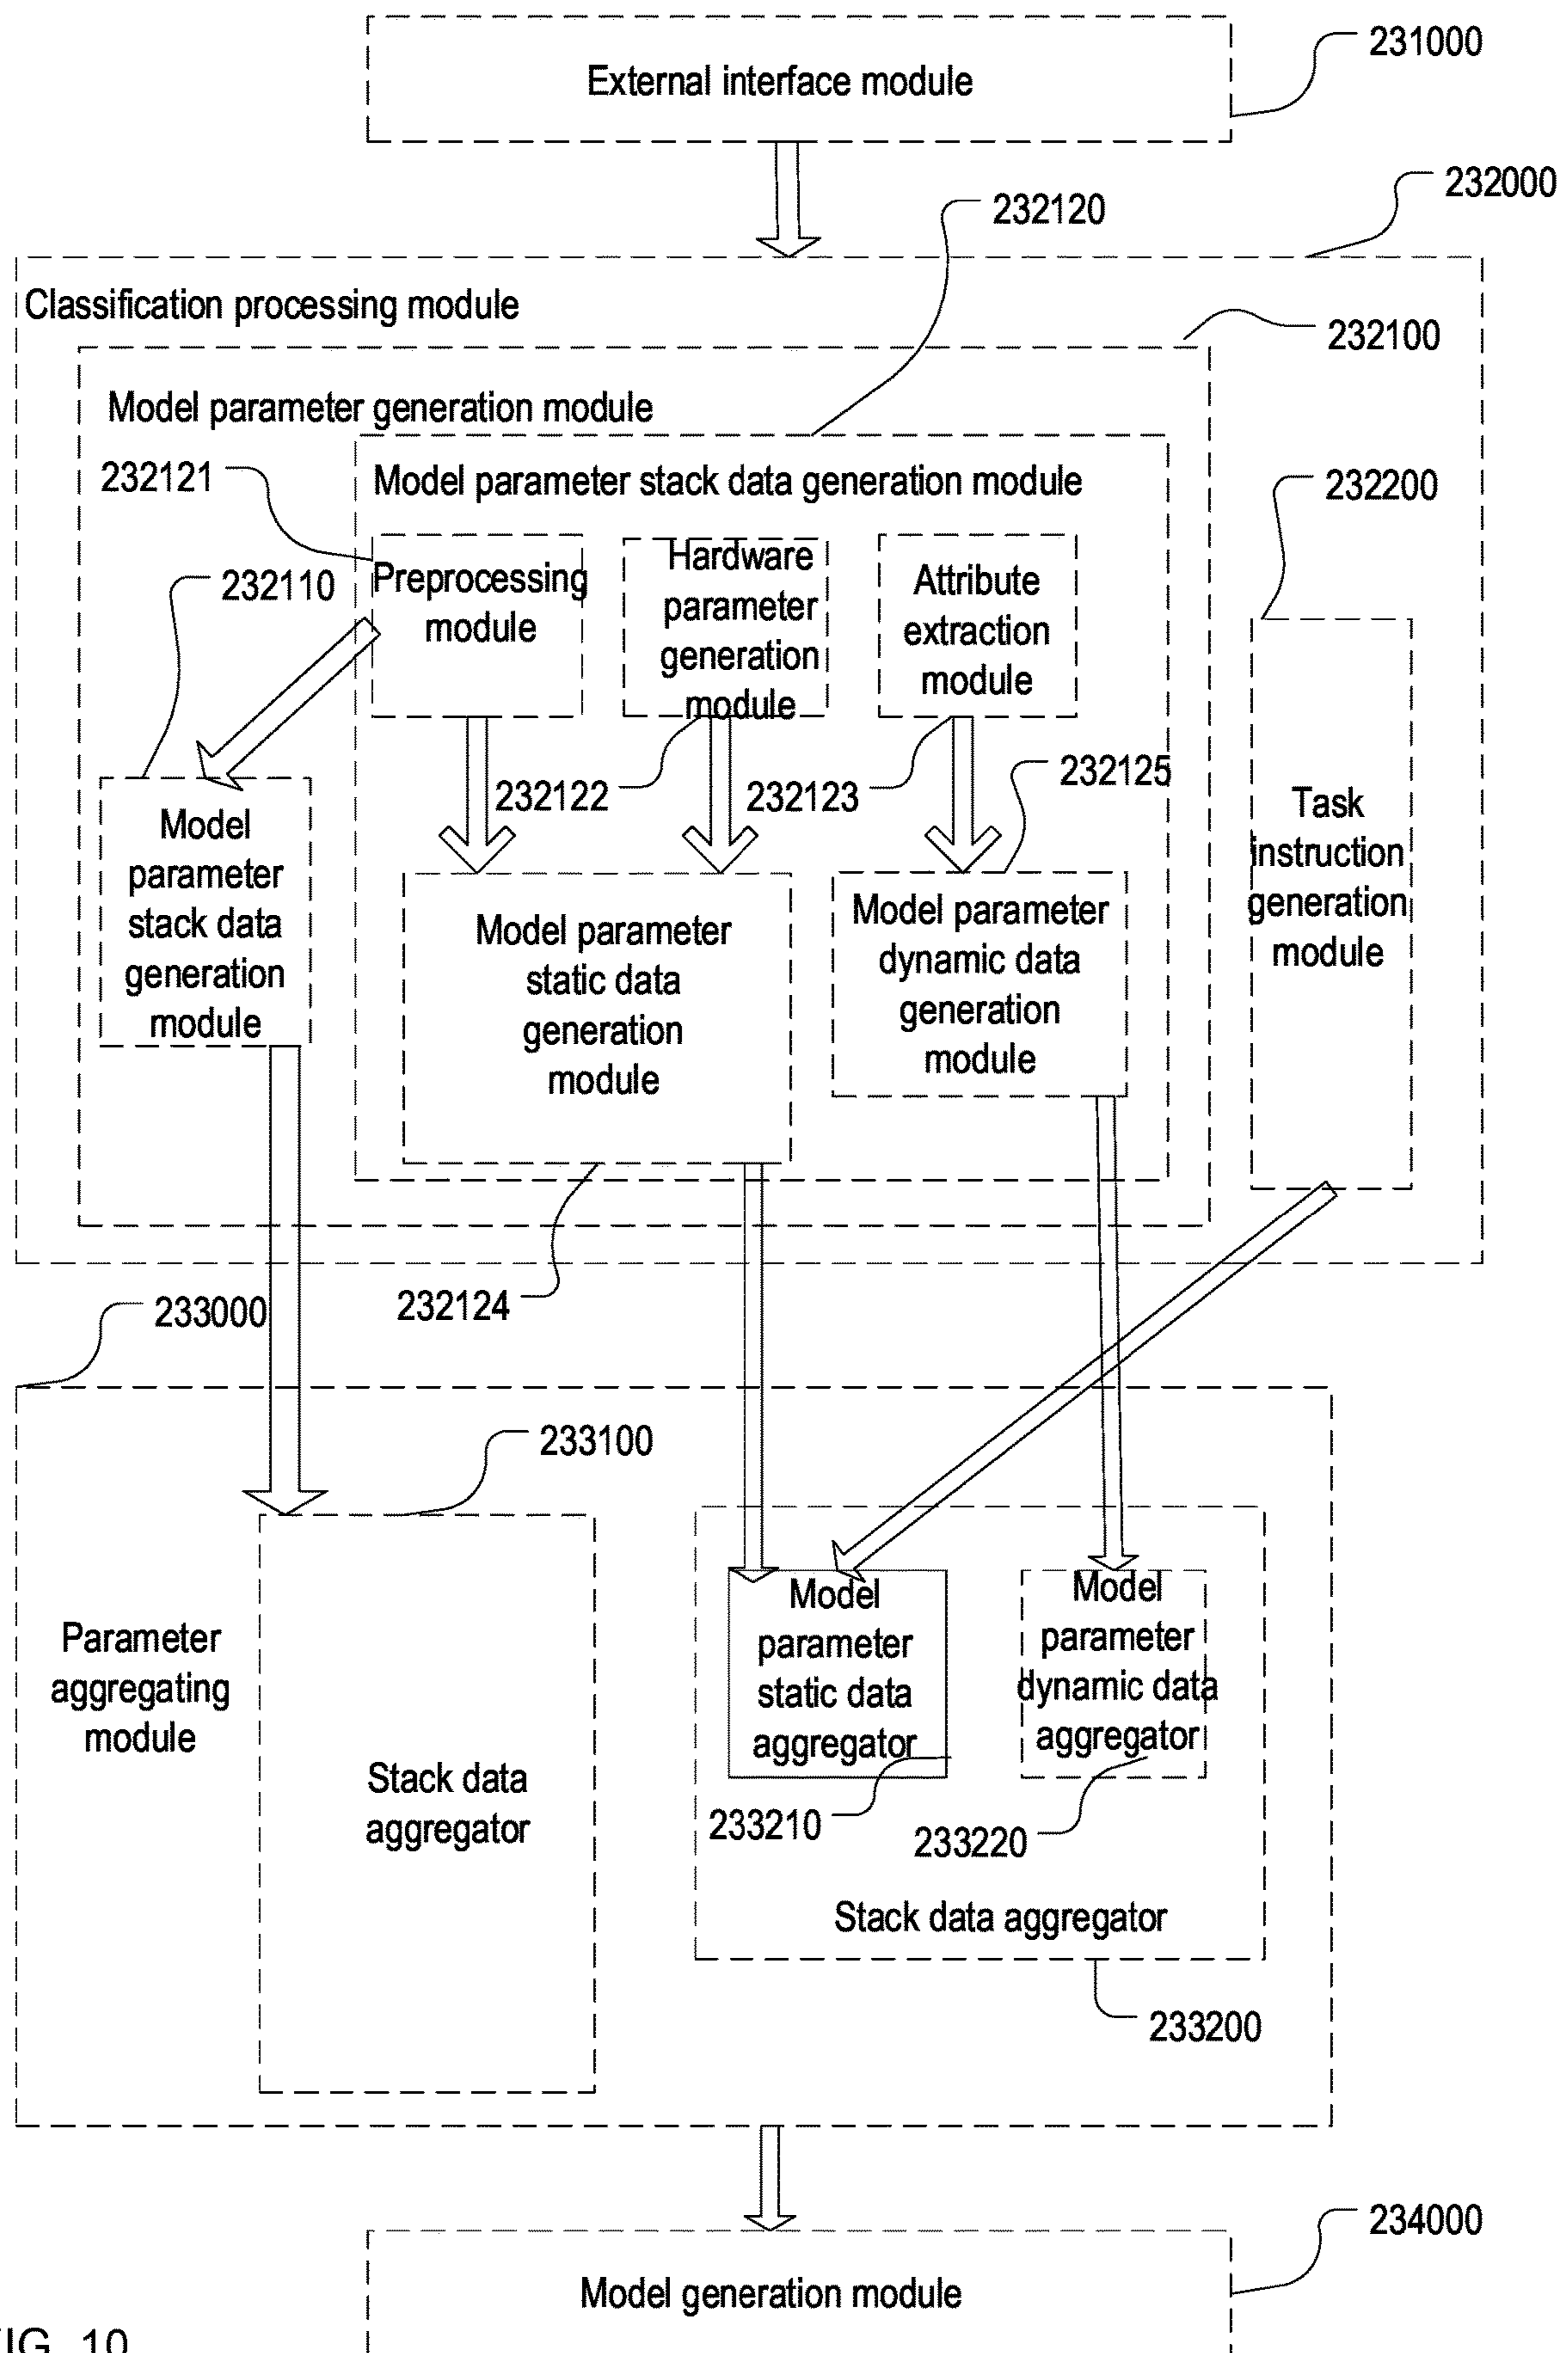 231000
External interface module
232000
232120
Classification processing module
232100
Model parameter generation module
232121
Model parameter stack data generation module
232200
232110
Preprocessing
module
Hardware
parameter
generation
module
Attribute
extraction
module
232122
232123
232125
Model
parameter
stack data
generation
module
Model parameter
static data
generation
module
Model parameter
dynamic data
generation
module
Task
instruction
generation
module
232124
233000
233100
Parameter
aggregating
module
Stack data
aggregator
Model
parameter
static data
aggregator
Model
parameter
dynamic data
aggregator
233210
233220
Stack data aggregator
233200
234000
Model generation module
FIG. 10